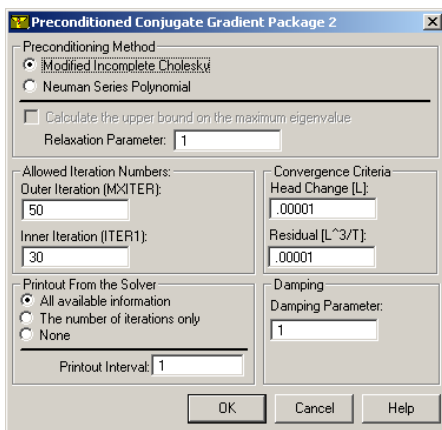 Preconditioned Conjugate Gradient Package 2
Preconditioning Method
Modified Incomplete Cholesky
Neuman Series Polynomial
Calculate the upper bound on the maximum eigenvalue
Relaxation Parameter: 1
Allowed Iteration Numbers:
Outer Iteration (MXITER):
50
Inner Iteration (ITER1):
30
Convergence Criteria
Head Change [L]:
.00001
Residual [L^3/T]:
.00001
Printout From the Solver
All available information
The number of iterations only
None
Printout Interval: 1
Damping
Damping Parameter:
1
OK Cancel Help